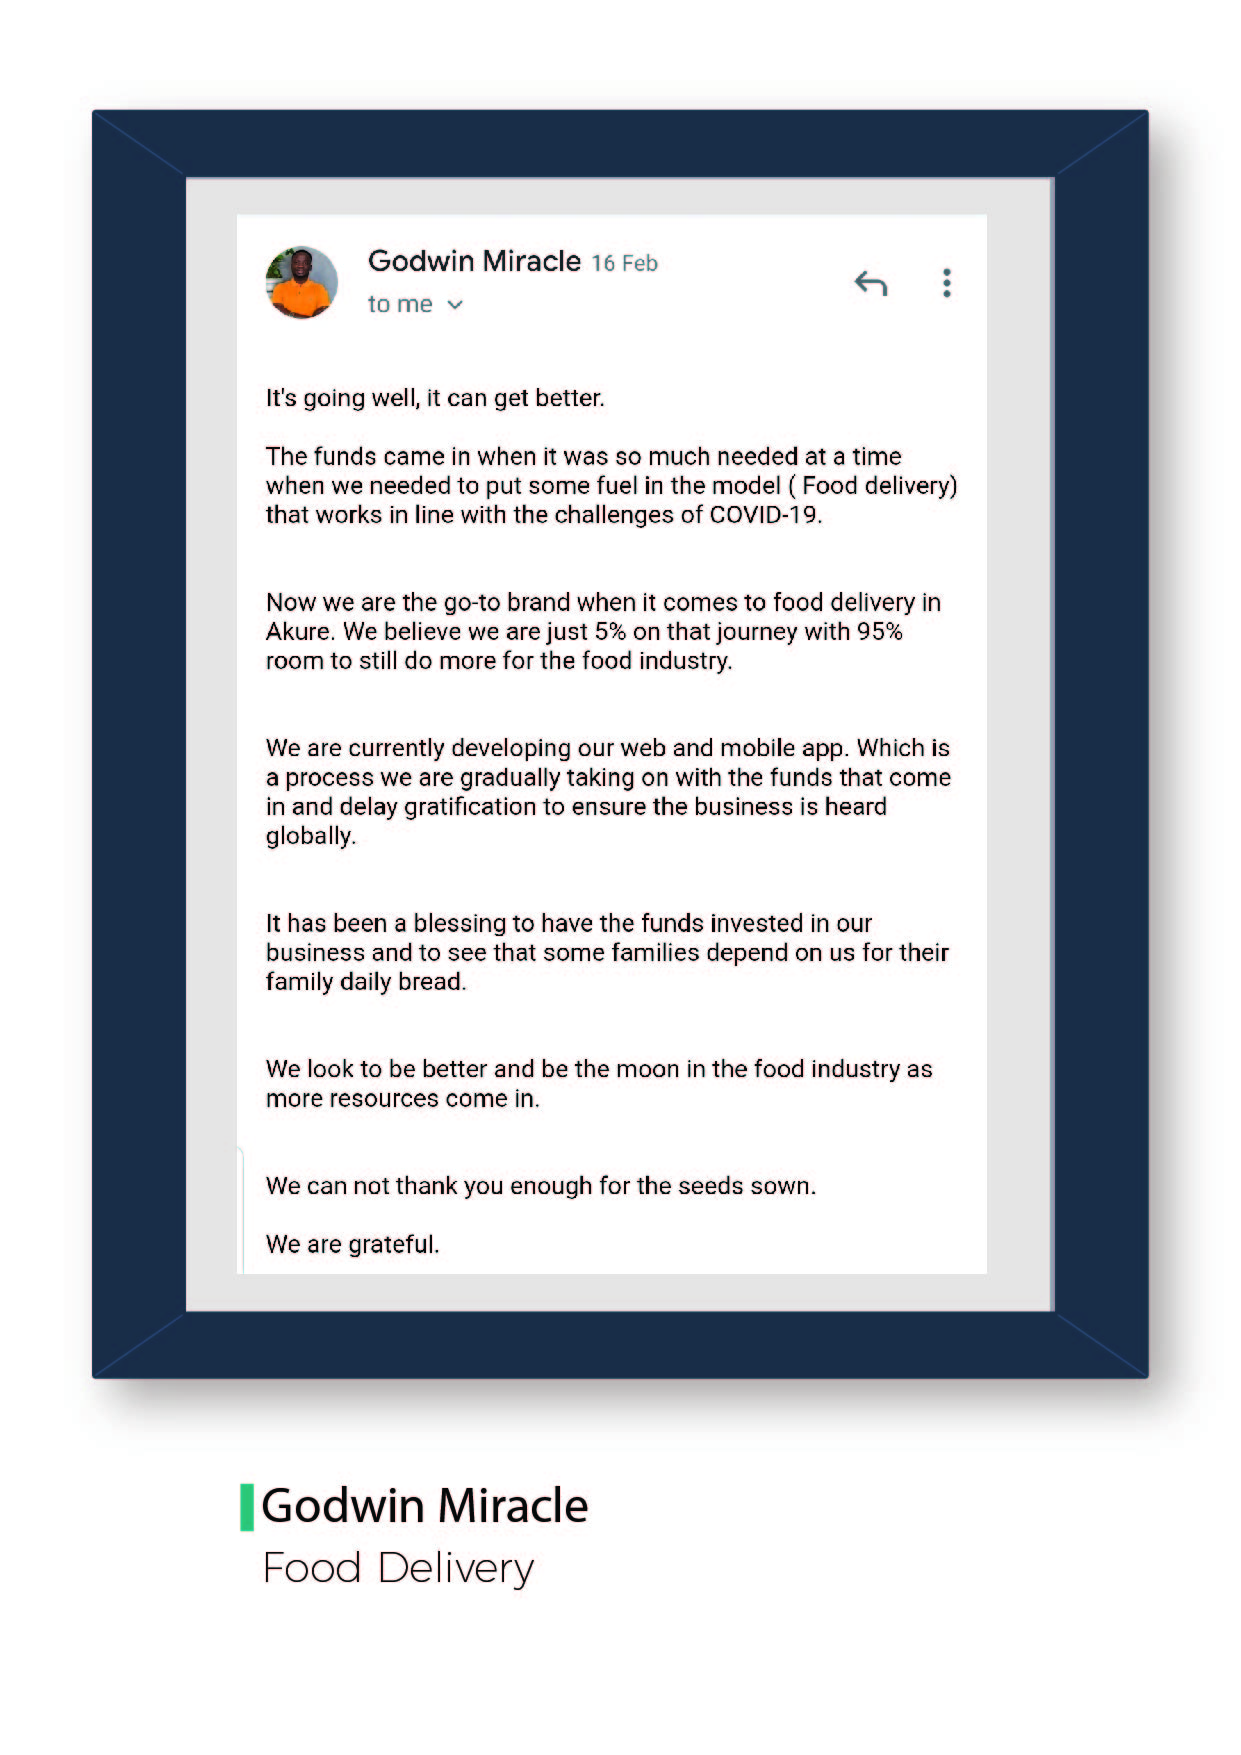 Godwin Miracle 16 Feb
to me
It's going well, it can get better.
The funds came in when it was so much needed at a time
when we needed to put some fuel in the model ( Food delivery)
that works in line with the challenges of COVID-19.
Now we are the go-to brand when it comes to food delivery in
Akure. We believe we are just 5% on that journey with 95%
room to still do more for the food industry.
We are currently developing our web and mobile app. Which is
a process we are gradually taking on with the funds that come
in and delay gratification to ensure the business is heard
globally.
It has been a blessing to have the funds invested in our
business and to see that some families depend on us for their
family daily bread.
We look to be better and be the moon in the food industry as
more resources come in.
We can not thank you enough for the seeds sown.
We are grateful.
Godwin Miracle
Food Delivery